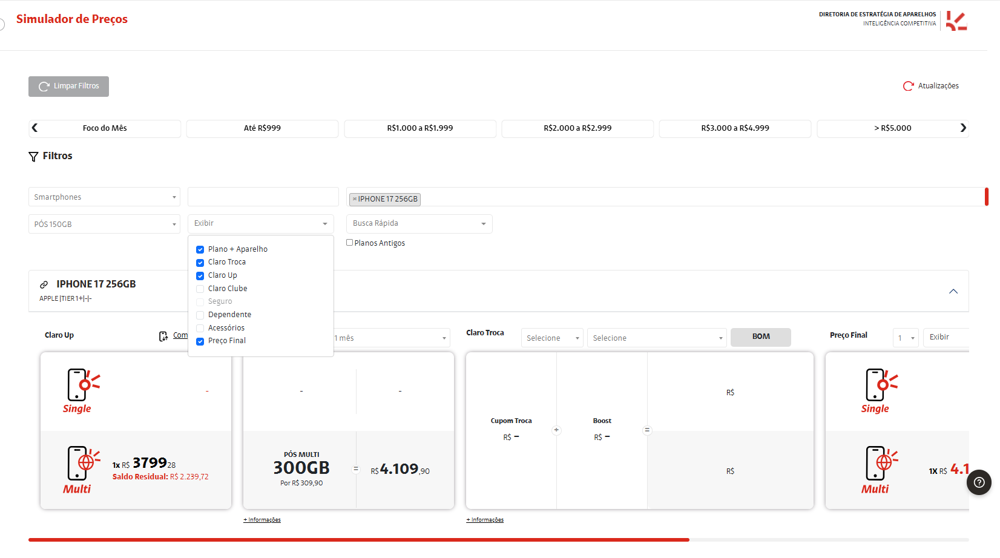 Simulador de Preços
DIRETORIA DE ESTRATÉGIA DE APARELHOS
INTELIGÊNCIA COMPETITIVA
Limpar Filtros
Atualizações
Foco do Mês
Até R$999
R$1.000 a R$1.999
R$2.000 a R$2.999
R$3.000 a R$4.999
> R$5.000
Filtros
Smartphones
×IPHONE 17 256GB
PÓS 150GB
Exibir
Busca Rápida
Planos Antigos
Plano + Aparelho
Claro Troca
Claro Up
Claro Clube
Seguro
Dependente
Acessórios
Preço Final
IPHONE 17 256GB
APPLE |TIER 1+|-|-
Claro Up
Com
1 mês
Claro Troca
Selecione
Selecione
BOM
Preço Final
1
Exibir
Single
-
-
-
R$
Single
Cupom Troca
R$ –
+
Boost
R$ –
=
Multi
1x R$ 3799 28
Saldo Residual: R$ 2.239,72
PÓS MULTI
300GB
Por R$ 309,90
=
R$ 4.109,90
R$
Multi
1X R$ 4.1
+ Informações
+ Informações